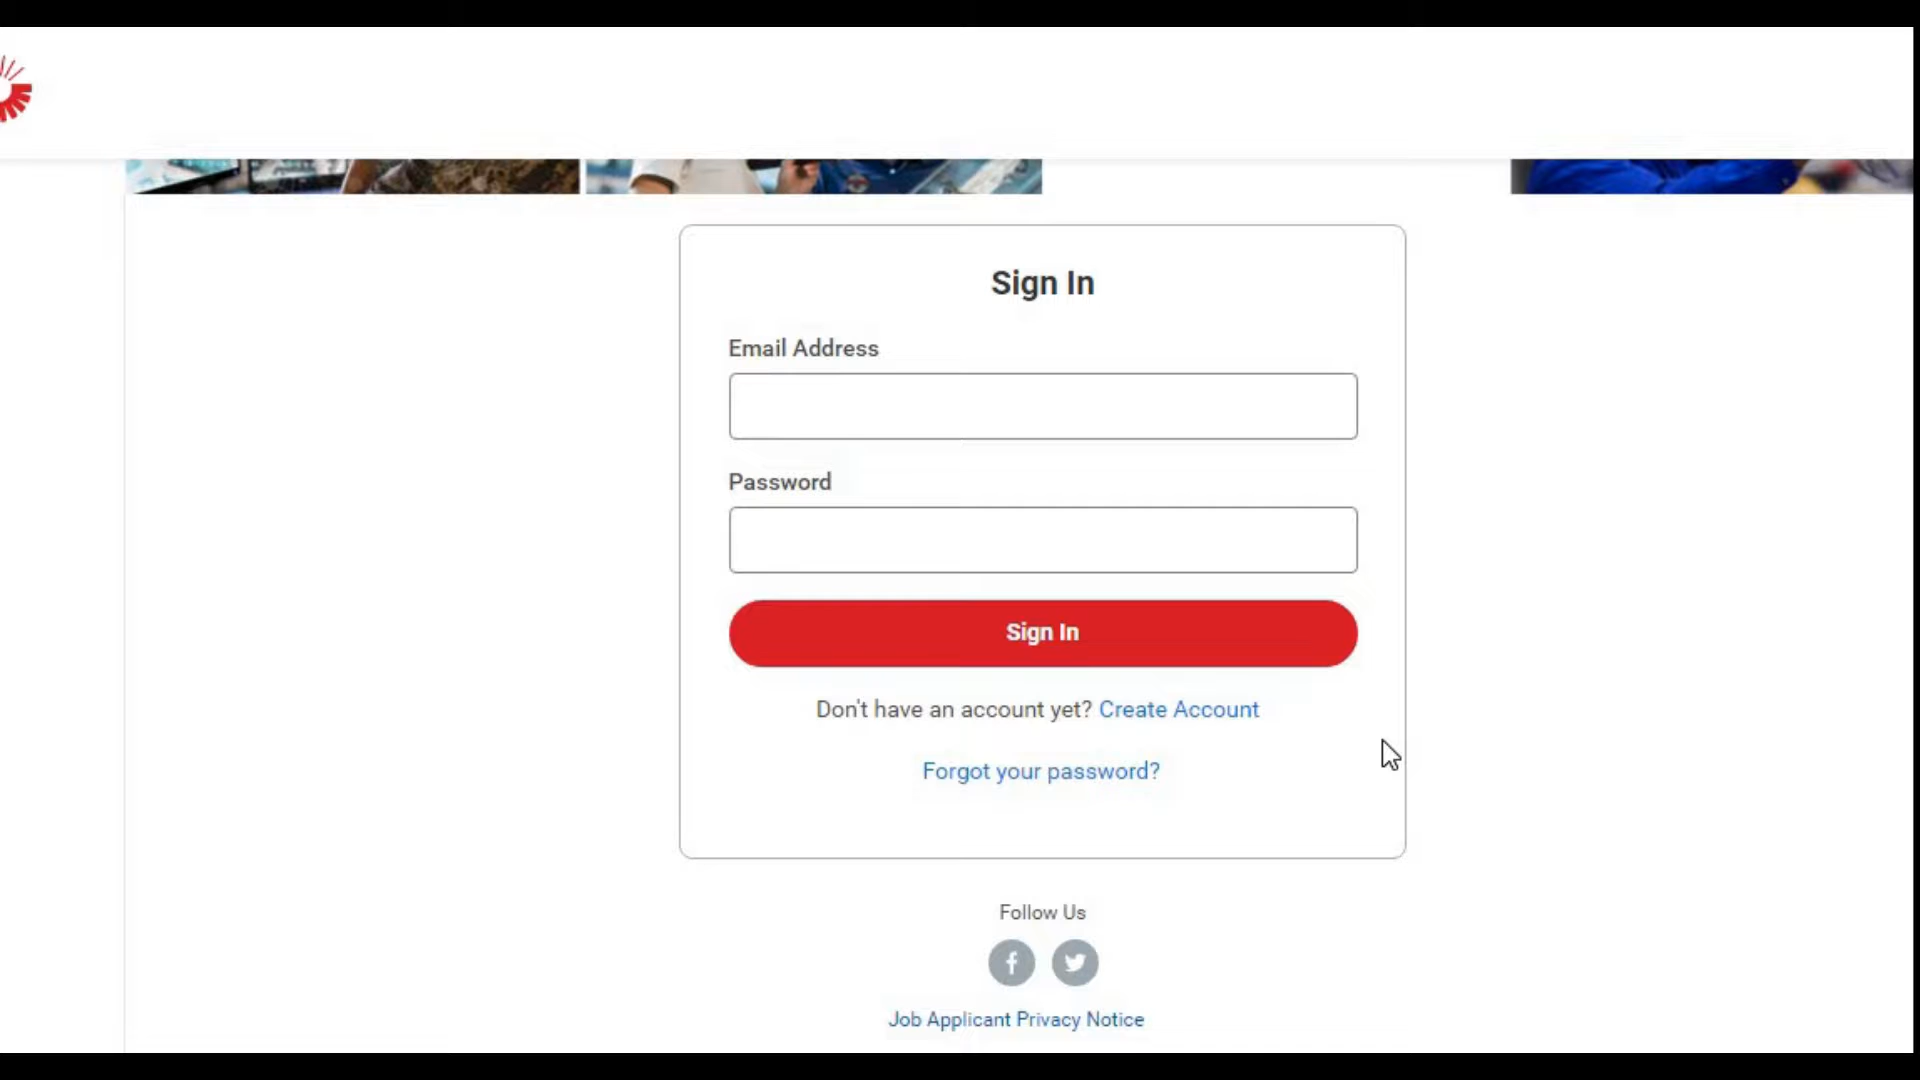 Sign In
Email Address
Password
Sign In
Don't have an account yet? Create Account
Forgot your password?
Follow Us
Job Applicant Privacy Notice